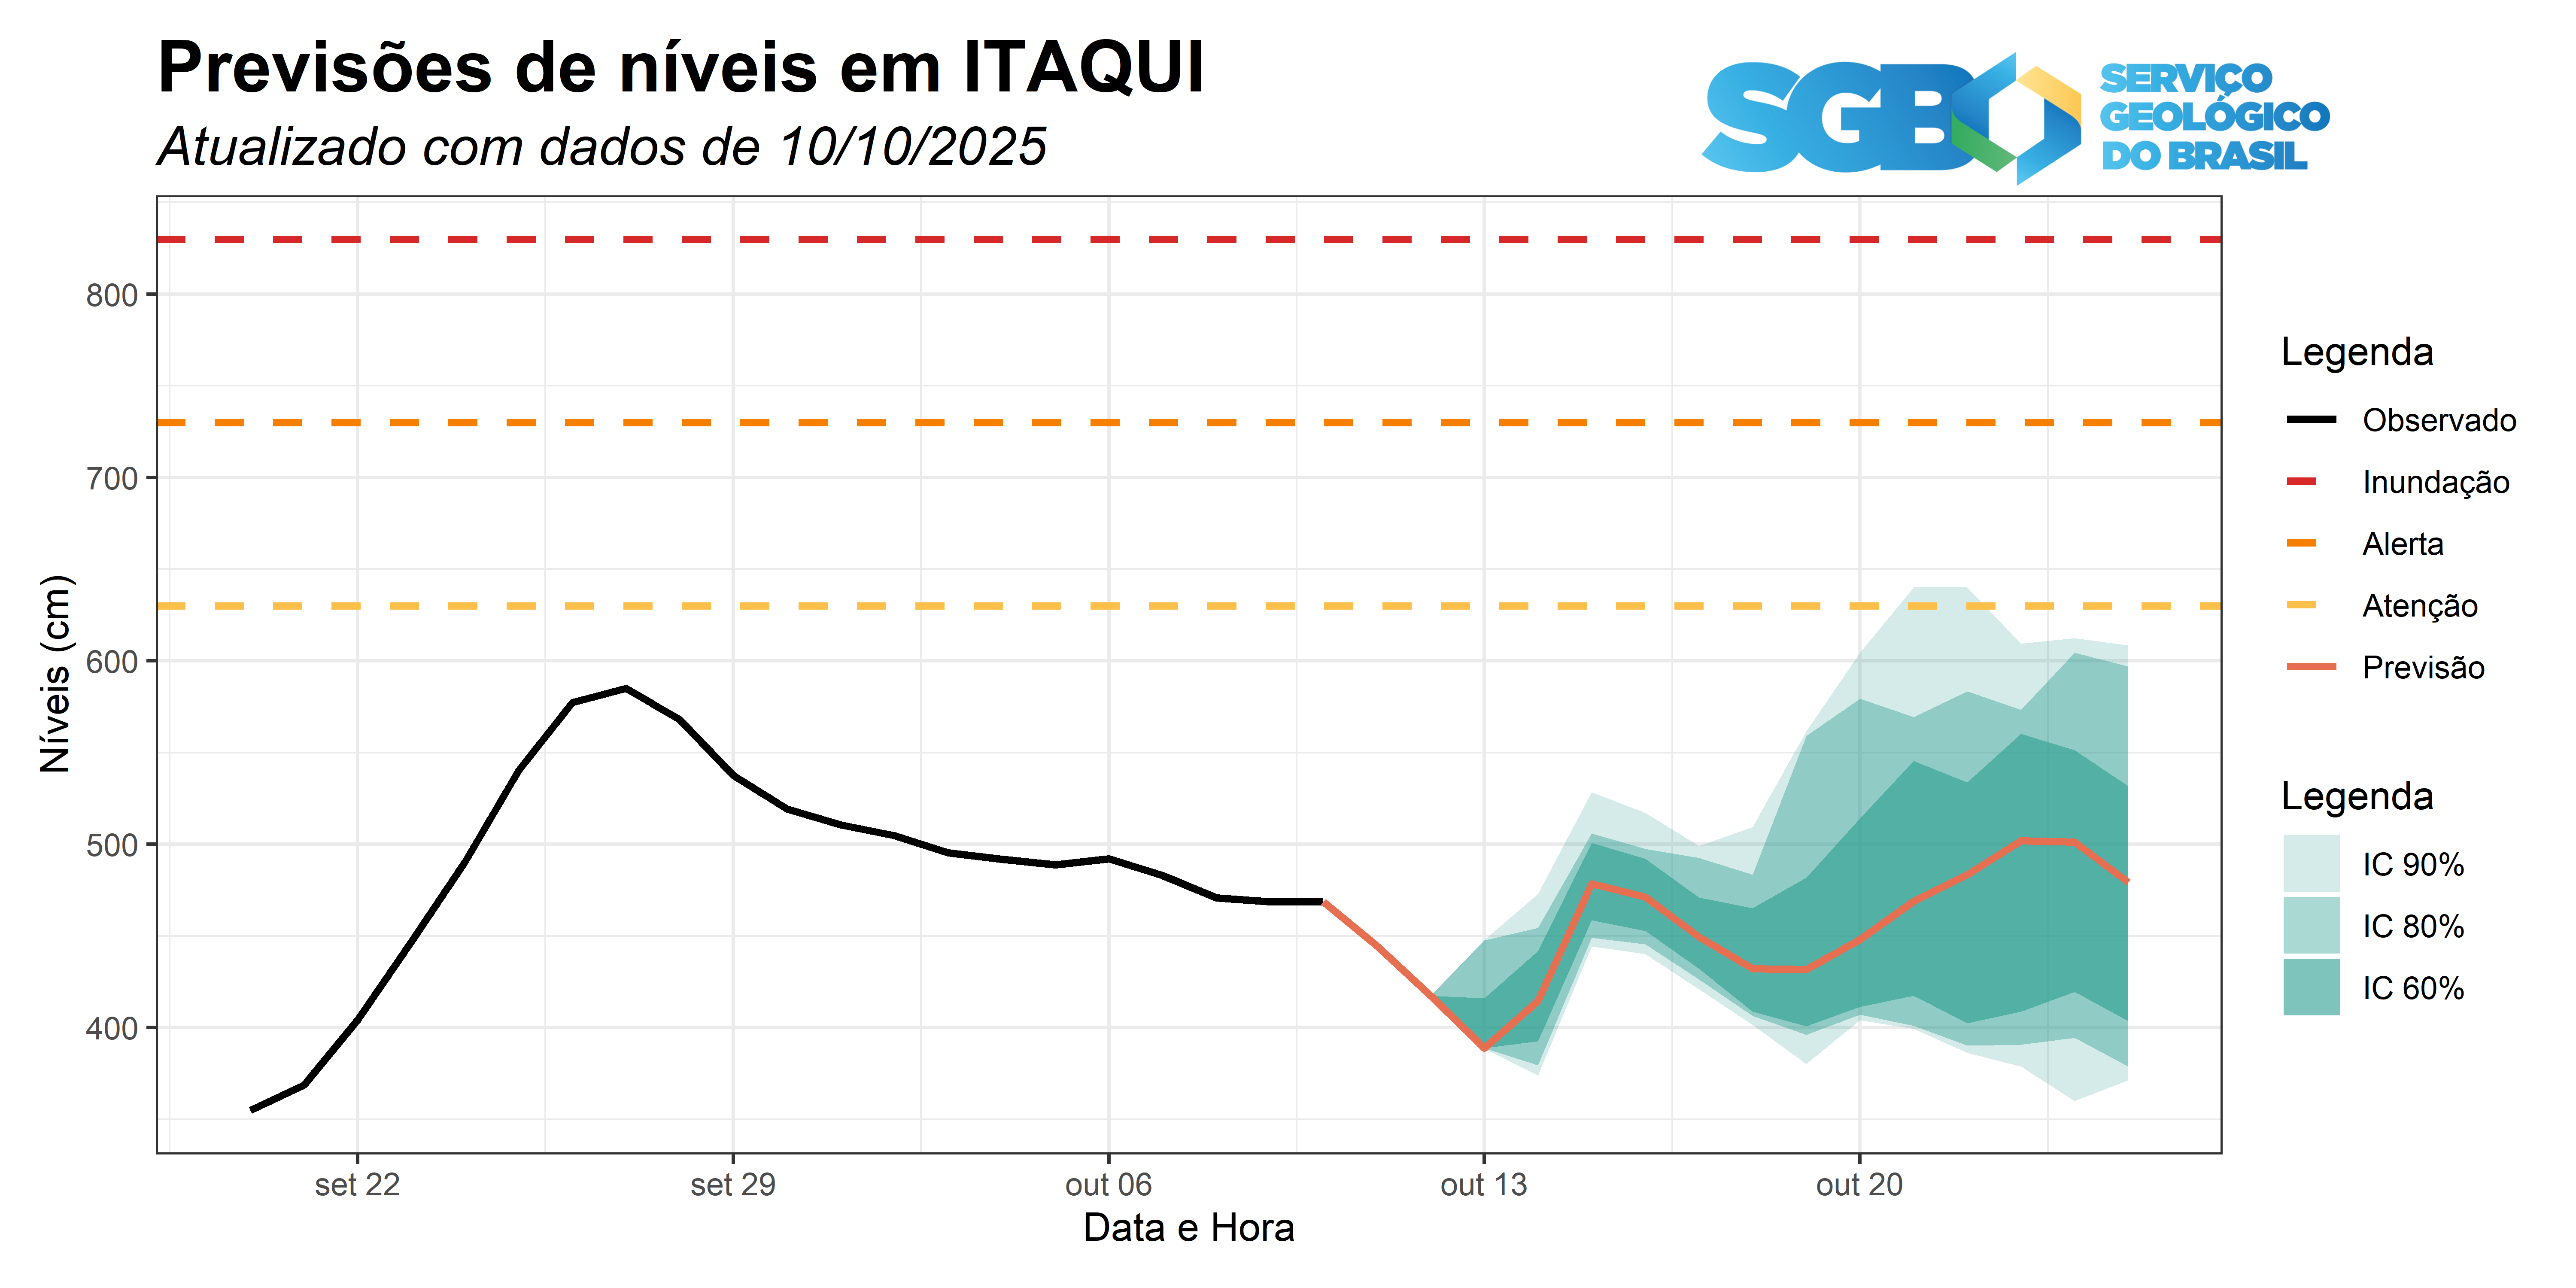 Previsões de níveis em ITAQUI
Atualizado com dados de 10/10/2025
SGB
SERVIÇO
GEOLÓGICO
DO BRASIL
Níveis (cm)
800
700
600
500
400
set 22
set 29
out 06
out 13
out 20
Data e Hora
Legenda
Observado
Inundação
Alerta
Atenção
Previsão
Legenda
IC 90%
IC 80%
IC 60%